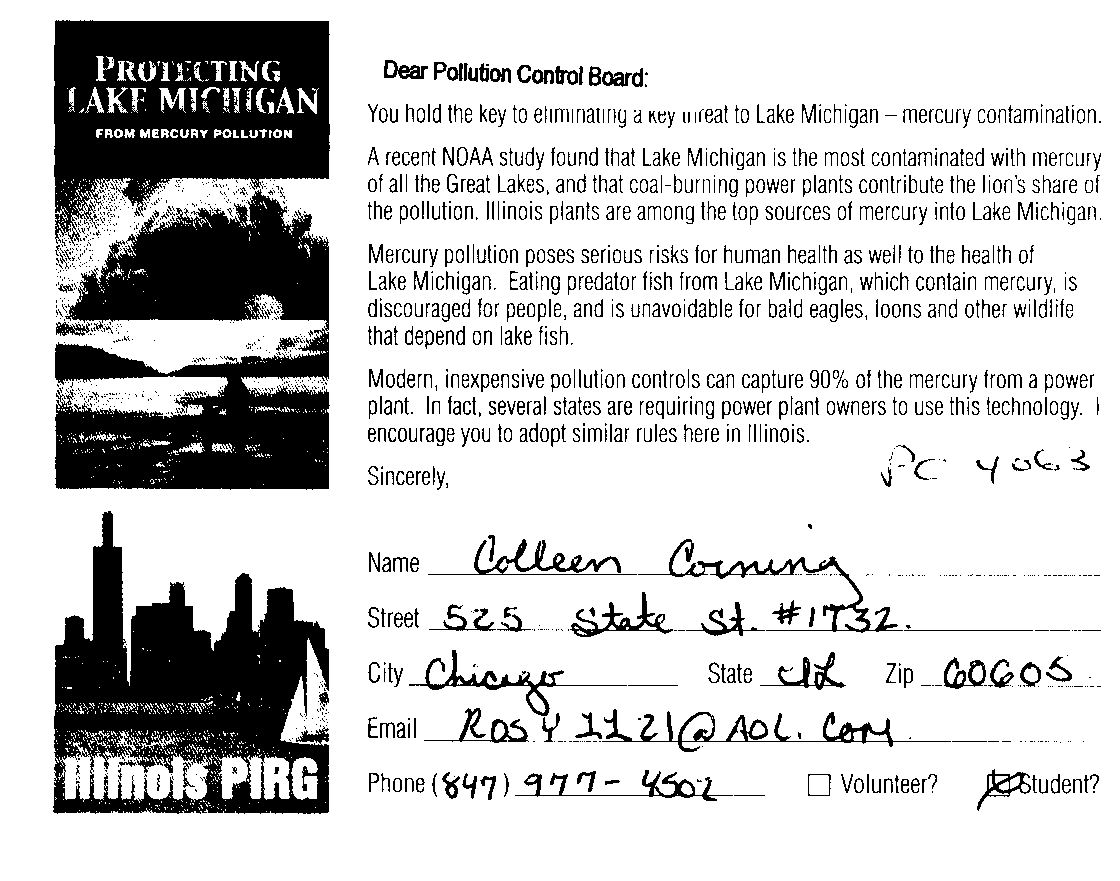 PROTECTING
LAKE MICHIGAN
FROM MERCURY POLLUTION
Illinois PIRG
Dear Pollution Control Board:
You hold the key to eliminating a key threat to Lake Michigan – mercury contamination.
A recent NOAA study found that Lake Michigan is the most contaminated with mercury
of all the Great Lakes, and that coal-burning power plants contribute the lion's share of
the pollution. Illinois plants are among the top sources of mercury into Lake Michigan.
Mercury pollution poses serious risks for human health as well to the health of
Lake Michigan. Eating predator fish from Lake Michigan, which contain mercury, is
discouraged for people, and is unavoidable for bald eagles, loons and other wildlife
that depend on lake fish.
Modern, inexpensive pollution controls can capture 90% of the mercury from a power
plant. In fact, several states are requiring power plant owners to use this technology. I
encourage you to adopt similar rules here in Illinois.
PC 4063
Sincerely,
Name Colleen Corning
Street 525 State St. #1732.
City Chicago State IL Zip 60605
Email ROSY1121@AOL.COM
Phone (847) 977-4502 Volunteer? Student?